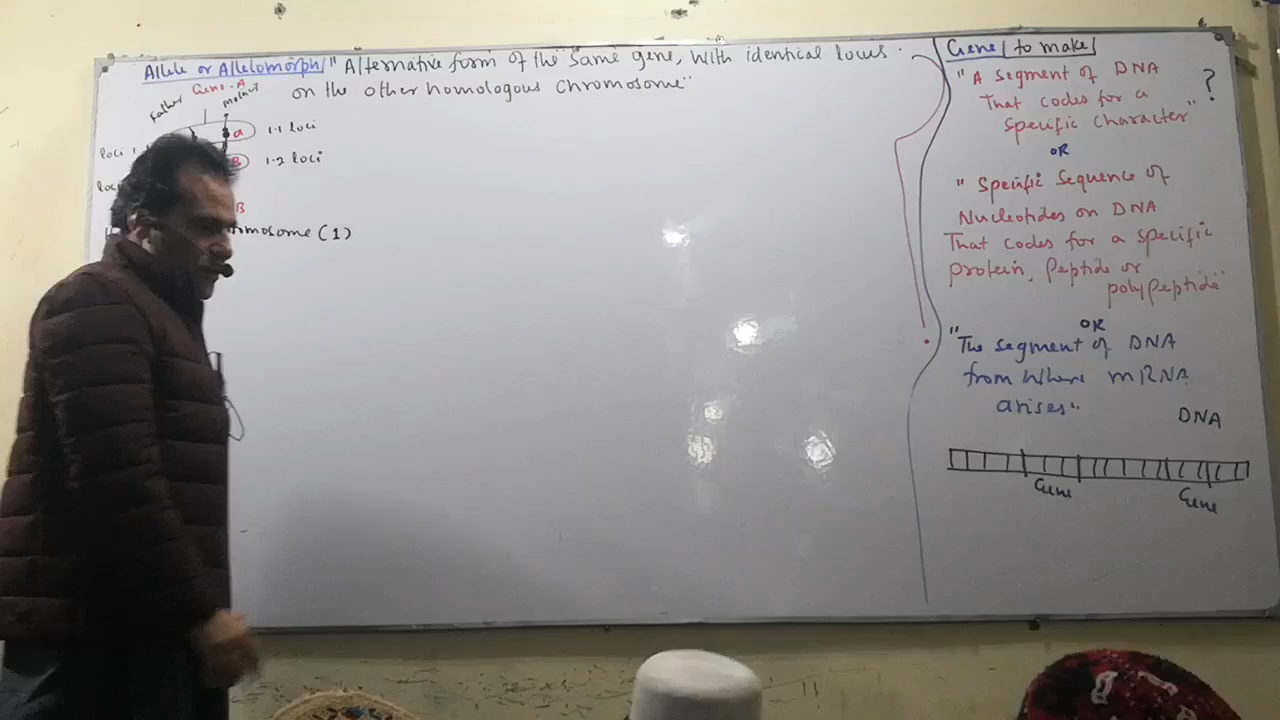 Allele or Allelomorph/ "Alternative form of the same gene, with identical locus
on the other homologous chromosome"
Gene-A
father
mother
a
1.1 loci
loci 1
B
1.2 loci
loci
B
mosome (1)
Gene/ to make/
"A segment of DNA
That codes for a
specific character"
?
OR
"Specific Sequence of
Nucleotides on DNA
That codes for a specific
protein, Peptide or
polypeptide"
OR
"The segment of DNA
from Where mRNA
arises".
DNA
Gene
Gene